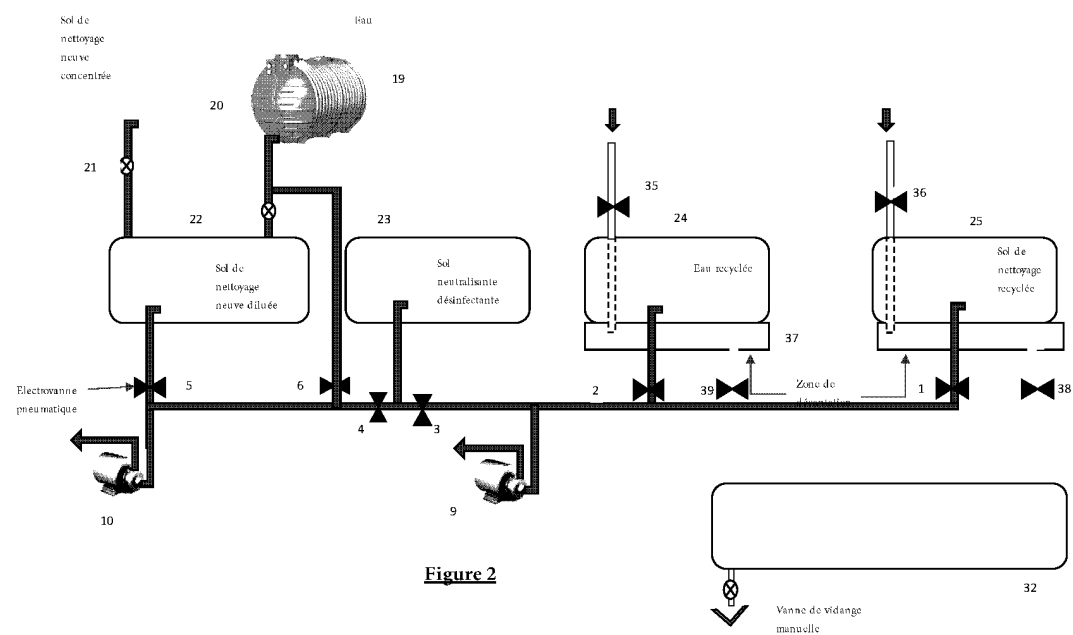 Sol de
nettoyage
neuve
concentrée
Eau
19
20
21
22
23
35
24
36
25
Sol de
nettoyage
neuve diluée
Sol
neutralisante
désinfectante
Eau recyclée
Sol de
nettoyage
recyclée
37
Electrovanne
pneumatique
5
6
2
39
Zone de
décantation
1
38
4
3
10
9
Figure 2
32
Vanne de vidange
manuelle